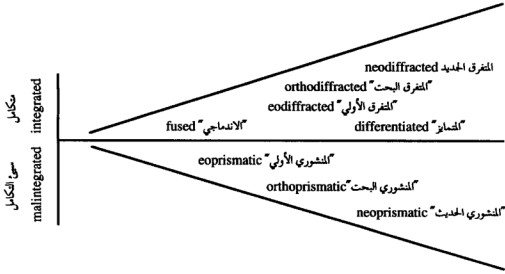 neodiffracted المتفرق الجديد
orthodiffracted "المتفرق البحت"
eodiffracted "المتفرق الأولي"
fused "الاندماجي"
differentiated "المتمايز"
eoprismatic "المنشوري الأولي"
orthoprismatic "المنشوري البحت"
neoprismatic "المنشوري الحديث"
متكامل
integrated
سيئ التكامل
malintegrated